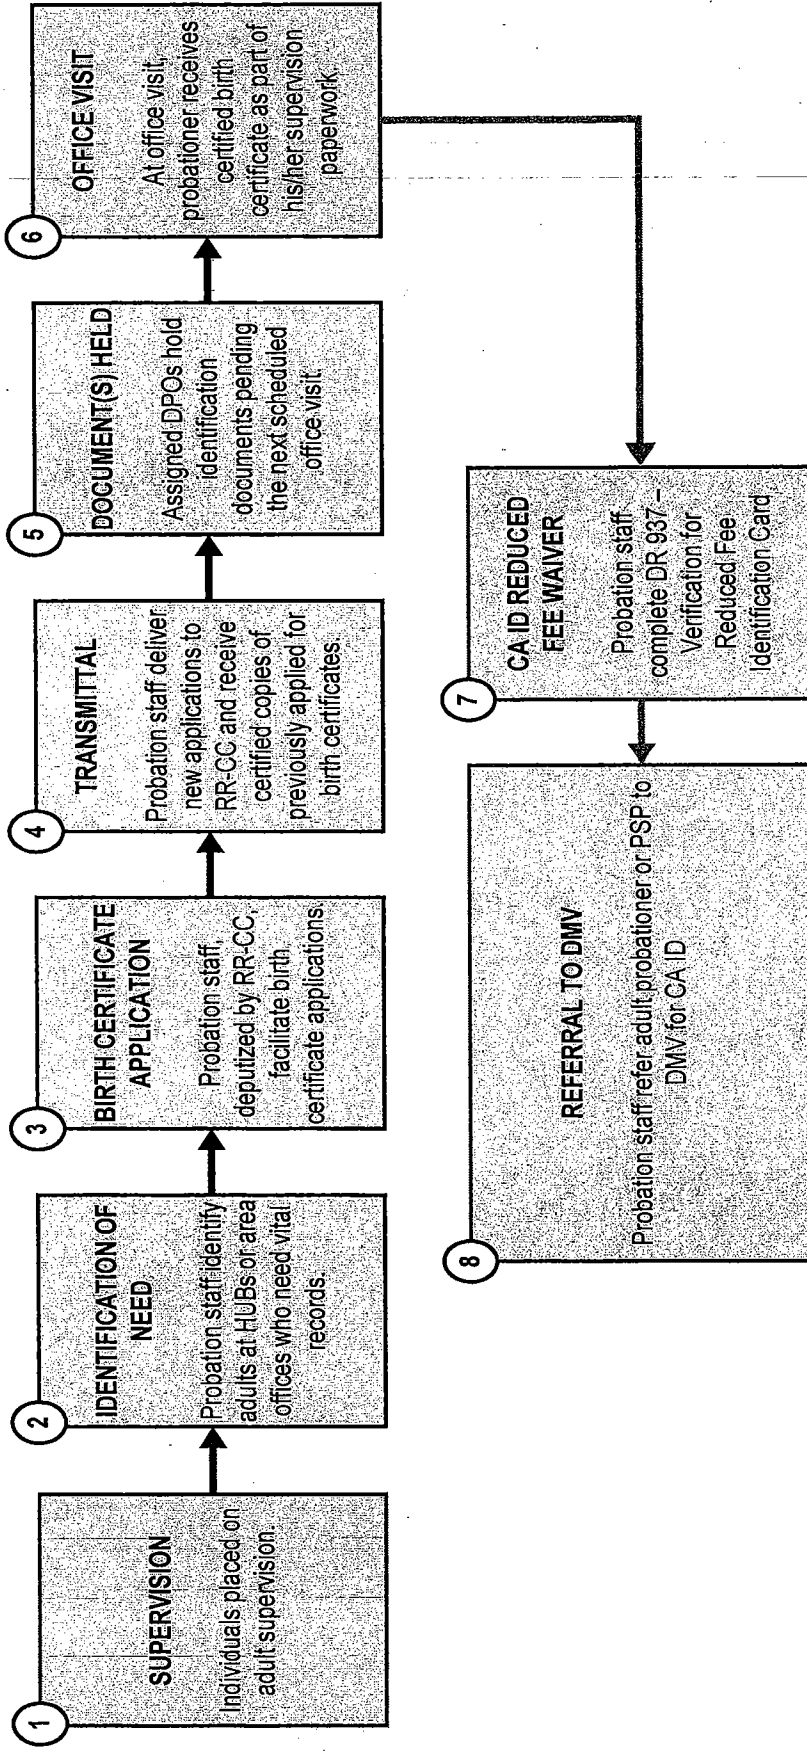 1
SUPERVISION
Individuals placed on
adult supervision.
2
IDENTIFICATION OF
NEED
Probation staff identify
adults at HUBs or area
offices who need vital
records.
3
BIRTH CERTIFICATE
APPLICATION
Probation staff,
deputized by RR-CC,
facilitate birth
certificate applications
4
TRANSMITTAL
Probation staff deliver
new applications to
RR-CC and receive
certified copies of
previously applied for
birth certificates.
5
DOCUMENT(S) HELD
Assigned DPOs hold
identification
documents pending
the next scheduled
office visit.
6
OFFICE VISIT
At office visit,
probationer receives
certified birth
certificate as part of
his/her supervision
paperwork.
7
CA ID REDUCED
FEE WAIVER
Probation staff
complete DR 937 –
Verification for
Reduced Fee
Identification Card
8
REFERRAL TO DMV
Probation staff refer adult probationer or PSP to
DMV for CA ID